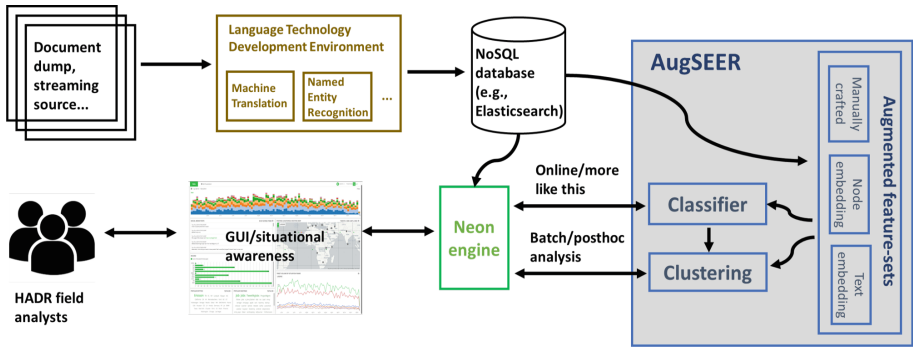 Document
dump,
streaming
source...
Language Technology
Development Environment
Machine
Translation
Named
Entity
Recognition
...
NoSQL
database
(e.g.,
Elasticsearch)
AugSEER
Augmented feature-sets
Manually
crafted
Node
embedding
Text
embedding
Classifier
Clustering
Online/more
like this
Batch/posthoc
analysis
Neon
engine
GUI/situational
awareness
HADR field
analysts